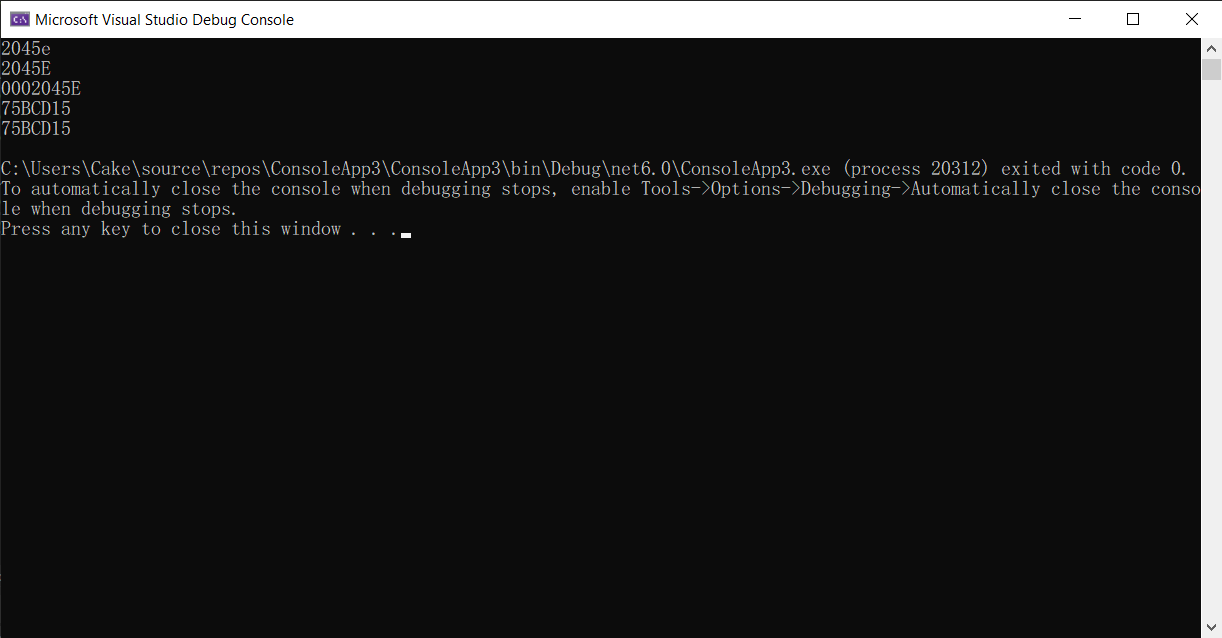 Microsoft Visual Studio Debug Console
2045e
2045E
0002045E
75BCD15
75BCD15
C:\Users\Cake\source\repos\ConsoleApp3\ConsoleApp3\bin\Debug\net6.0\ConsoleApp3.exe (process 20312) exited with code 0.
To automatically close the console when debugging stops, enable Tools->Options->Debugging->Automatically close the conso
le when debugging stops.
Press any key to close this window . . .